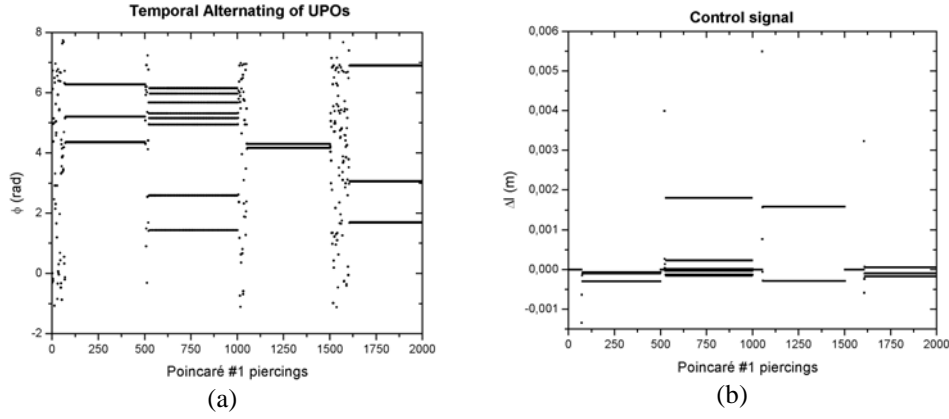 Temporal Alternating of UPOs
8
6
4
2
0
-2
ϕ (rad)
0 250 500 750 1000 1250 1500 1750 2000
Poincaré #1 piercings
(a)
Control signal
0,006
0,005
0,004
0,003
0,002
0,001
0,000
-0,001
Δl (m)
0 250 500 750 1000 1250 1500 1750 2000
Poincaré #1 piercings
(b)